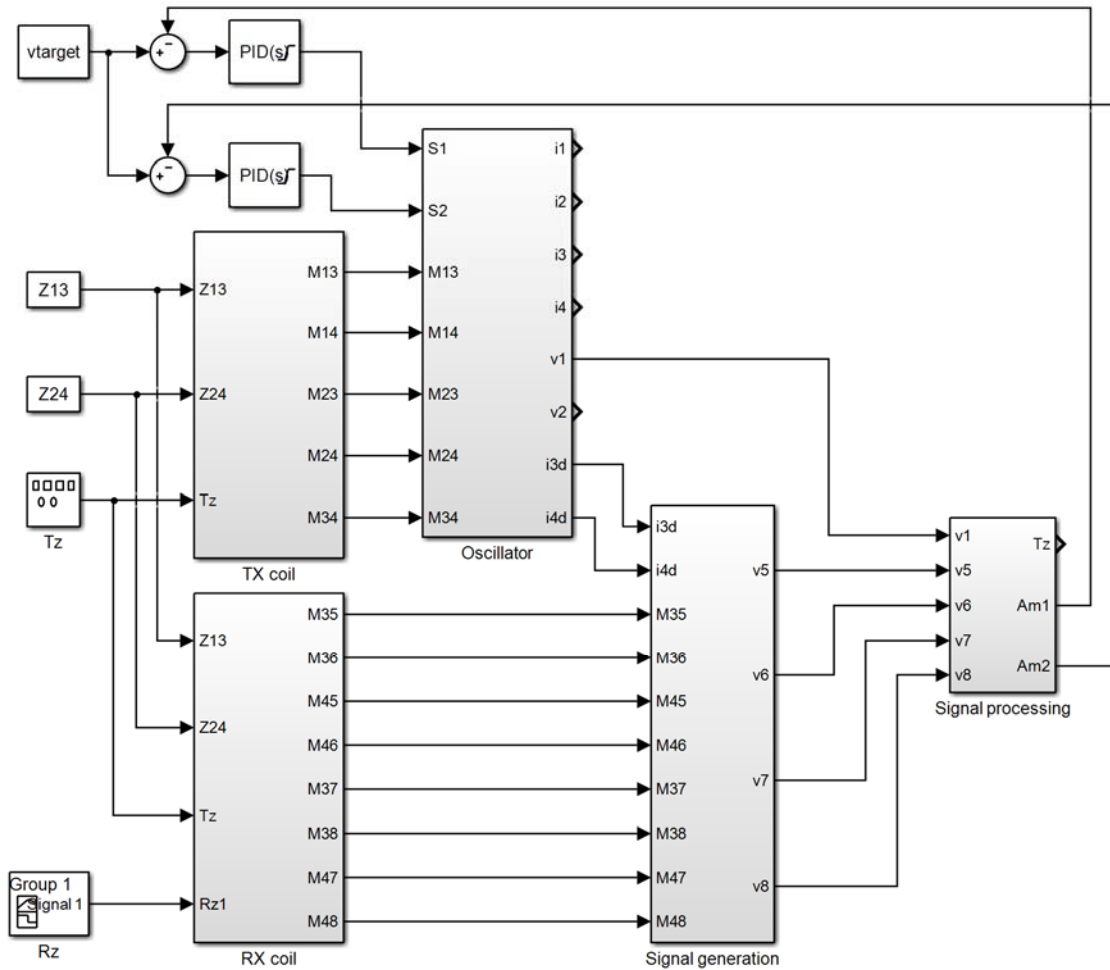 vtarget
+
−
PID(s)
+
−
PID(s)
S1
S2
M13
M14
M23
M24
M34
i1
i2
i3
i4
v1
v2
i3d
i4d
Oscillator
Z13
Z24
Tz
Z13
Z24
Tz
M13
M14
M23
M24
M34
TX coil
Z13
Z24
Tz
Rz1
M35
M36
M45
M46
M37
M38
M47
M48
RX coil
Group 1
Signal 1
Rz
i3d
i4d
M35
M36
M45
M46
M37
M38
M47
M48
v5
v6
v7
v8
Signal generation
v1
v5
v6
v7
v8
Tz
Am1
Am2
Signal processing